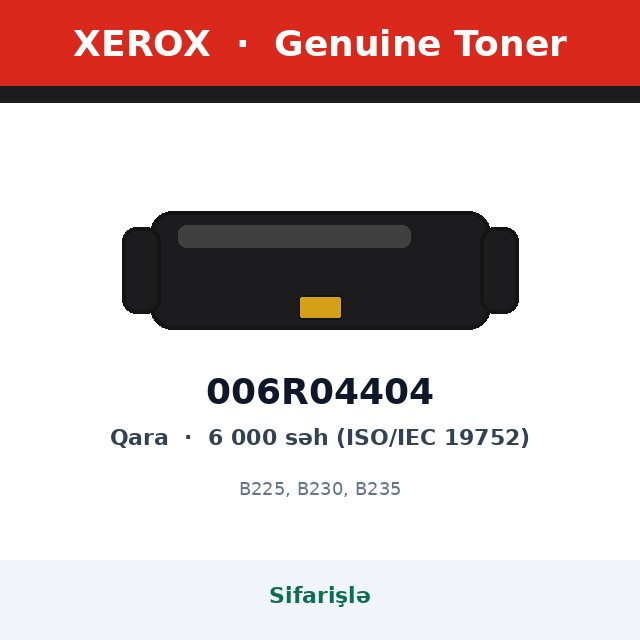 XEROX · Genuine Toner
006R04404
Qara · 6 000 səh (ISO/IEC 19752)
B225, B230, B235
Sifarişlə